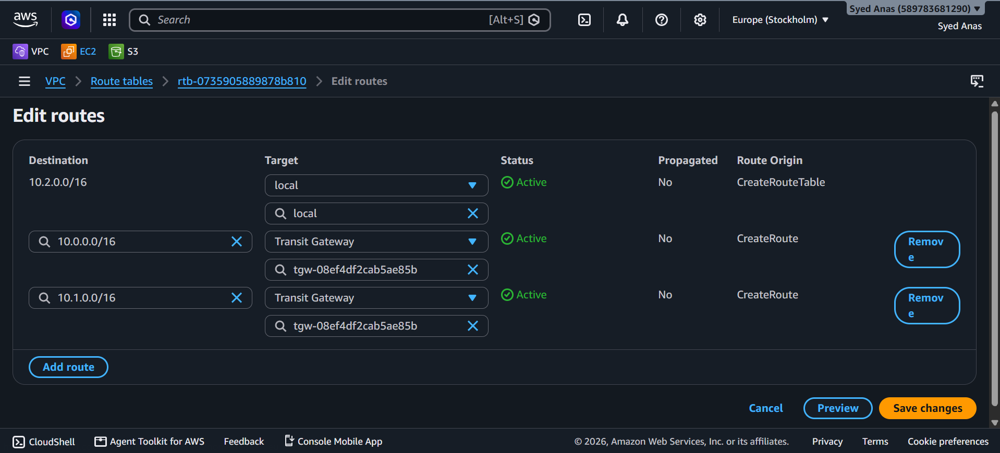 aws
Search [Alt+S]
Europe (Stockholm)
Syed Anas (589783681290)
Syed Anas
VPC EC2 S3
VPC Route tables rtb-0735905889878b810 Edit routes
Edit routes
Destination Target Status Propagated Route Origin
10.2.0.0/16 local Active No CreateRouteTable
local
10.0.0.0/16 Transit Gateway Active No CreateRoute Remov
e
tgw-08ef4df2cab5ae85b
10.1.0.0/16 Transit Gateway Active No CreateRoute Remov
e
tgw-08ef4df2cab5ae85b
Add route
Cancel Preview Save changes
CloudShell Agent Toolkit for AWS Feedback Console Mobile App © 2026, Amazon Web Services, Inc. or its affiliates. Privacy Terms Cookie preferences